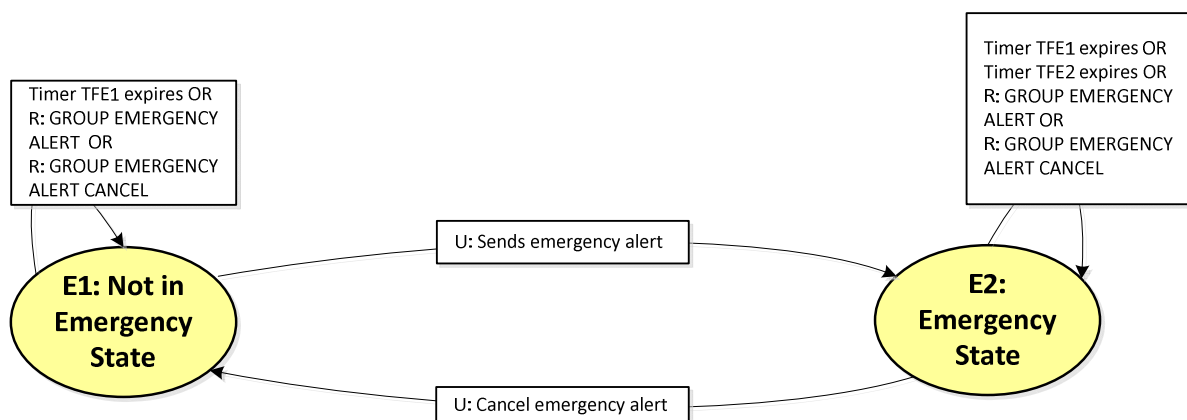 Timer TFE1 expires OR
R: GROUP EMERGENCY
ALERT OR
R: GROUP EMERGENCY
ALERT CANCEL
Timer TFE1 expires OR
Timer TFE2 expires OR
R: GROUP EMERGENCY
ALERT OR
R: GROUP EMERGENCY
ALERT CANCEL
U: Sends emergency alert
E1: Not in
Emergency
State
E2:
Emergency
State
U: Cancel emergency alert